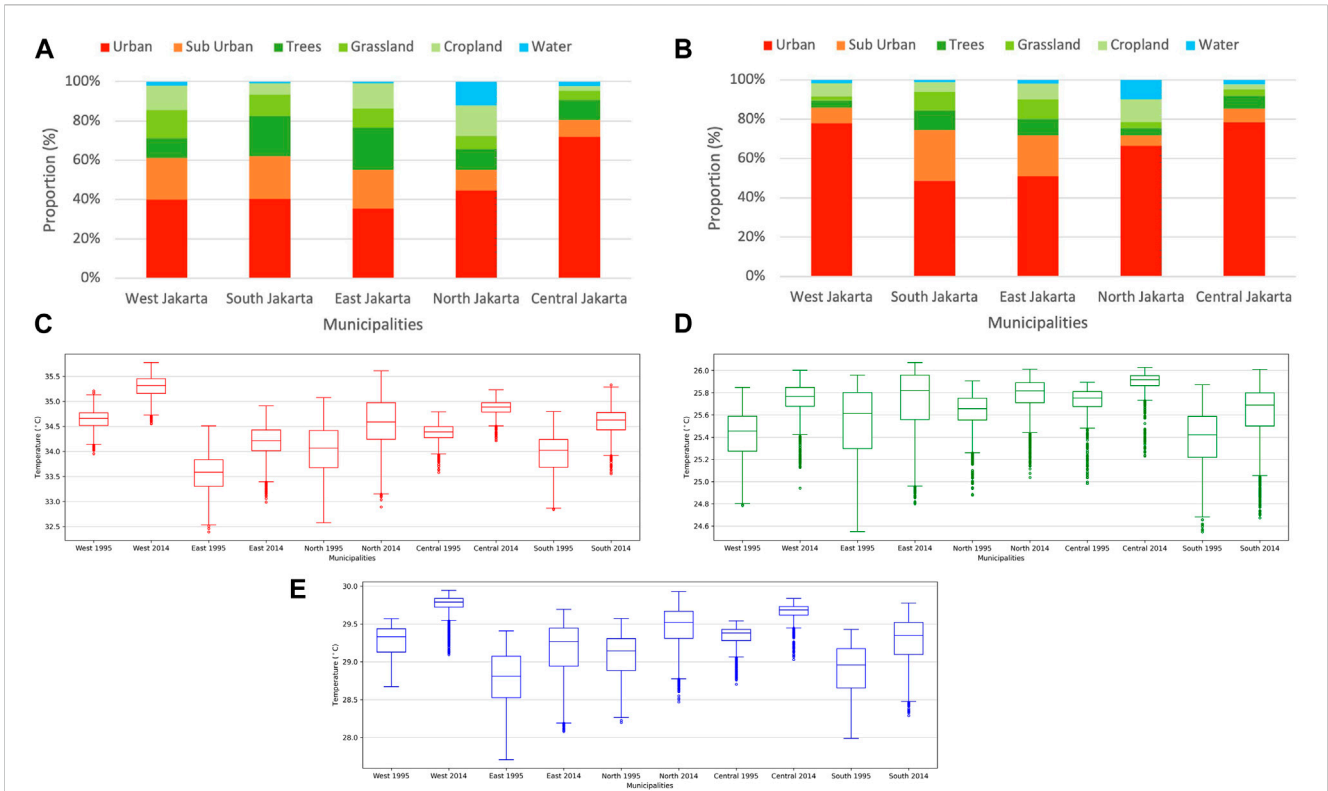 A
Urban Sub Urban Trees Grassland Cropland Water
100%
80%
60%
40%
20%
0%
Proportion (%)
West Jakarta South Jakarta East Jakarta North Jakarta Central Jakarta
Municipalities
B
Urban Sub Urban Trees Grassland Cropland Water
100%
80%
60%
40%
20%
0%
Proportion (%)
West Jakarta South Jakarta East Jakarta North Jakarta Central Jakarta
Municipalities
C
35.5
35.0
34.5
34.0
33.5
33.0
32.5
Temperature (°C)
West 1995 West 2014 East 1995 East 2014 North 1995 North 2014 Central 1995 Central 2014 South 1995 South 2014
Municipalities
D
26.0
25.8
25.6
25.4
25.2
25.0
24.8
24.6
Temperature (°C)
West 1995 West 2014 East 1995 East 2014 North 1995 North 2014 Central 1995 Central 2014 South 1995 South 2014
Municipalities
E
30.0
29.5
29.0
28.5
28.0
Temperature (°C)
West 1995 West 2014 East 1995 East 2014 North 1995 North 2014 Central 1995 Central 2014 South 1995 South 2014
Municipalities